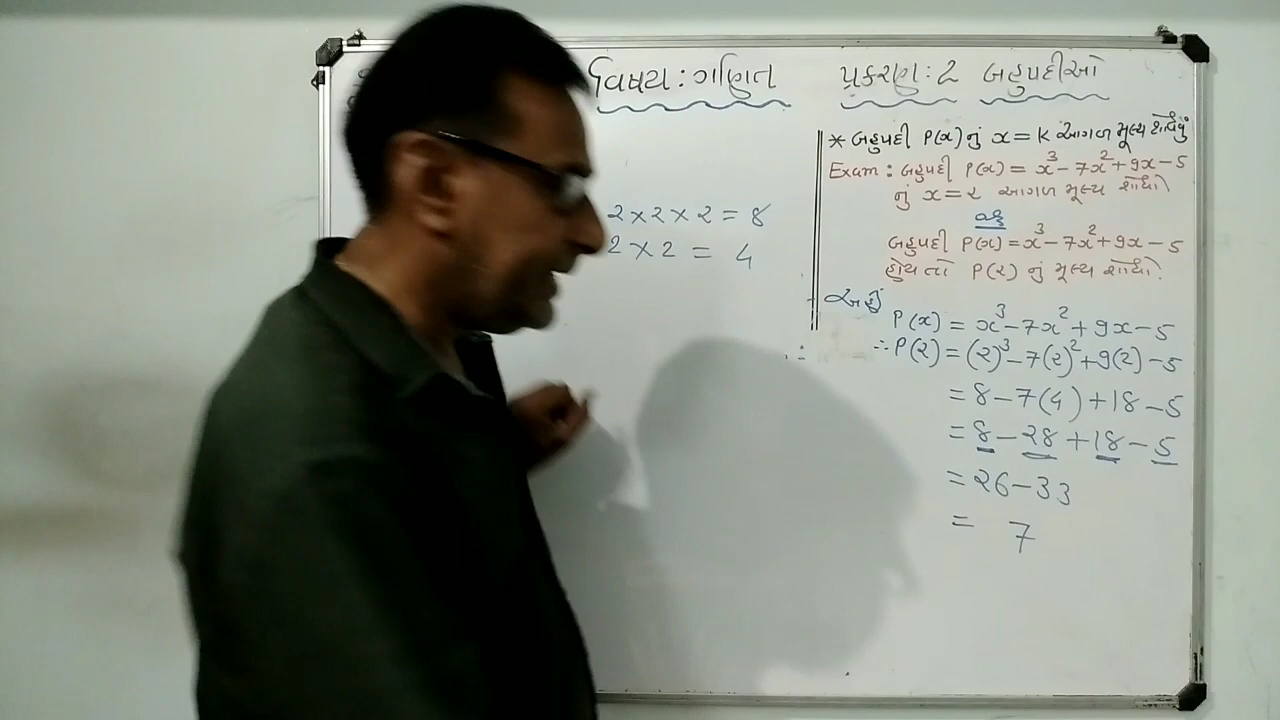 વિષય : ગણિત પ્રકરણ : 2 બહુપદીઓ
2 × 2 × 2 = 8
2 × 2 = 4
* બહુપદી P(x) નું x = K આગળ મૂલ્ય શોધવું
Exam : બહુપદી P(x) = x³ - 7x² + 9x - 5
નું x = 2 આગળ મૂલ્ય શોધો
બહુપદી P(x) = x³ - 7x² + 9x - 5
હોય તો P(2) નું મૂલ્ય શોધો.
અહીં
P(x) = x³ - 7x² + 9x - 5
∴ P(2) = (2)³ - 7(2)² + 9(2) - 5
= 8 - 7(4) + 18 - 5
= 8 - 28 + 18 - 5
= 26 - 33
= 7